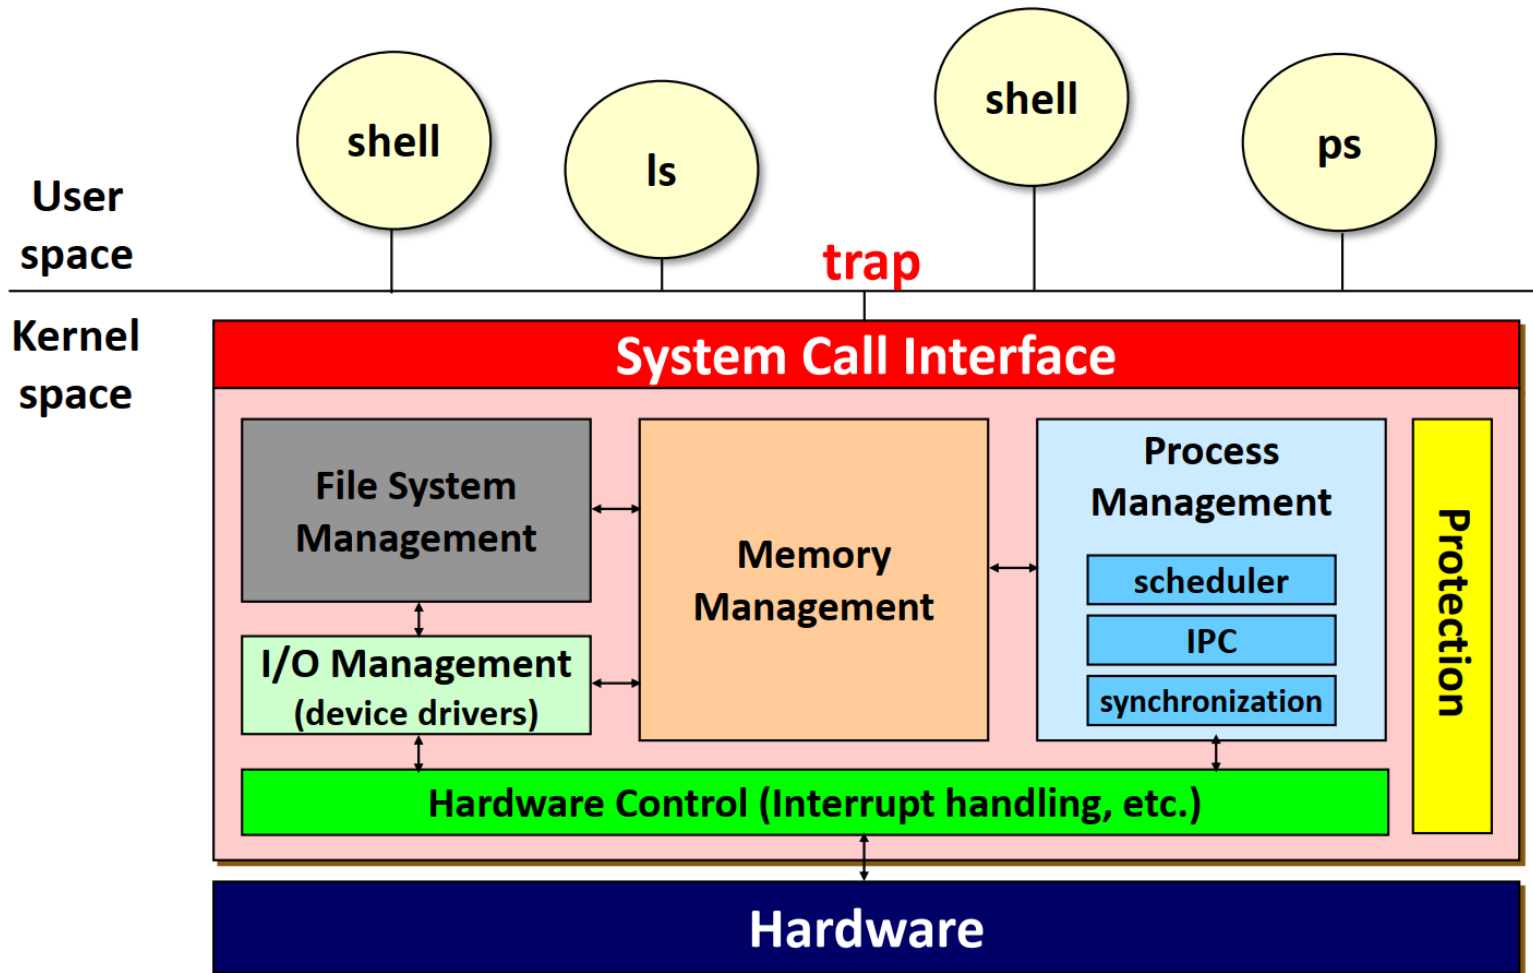 shell
ls
shell
ps
User
space
trap
Kernel
space
System Call Interface
File System
Management
Memory
Management
Process
Management
scheduler
IPC
synchronization
Protection
I/O Management
(device drivers)
Hardware Control (Interrupt handling, etc.)
Hardware